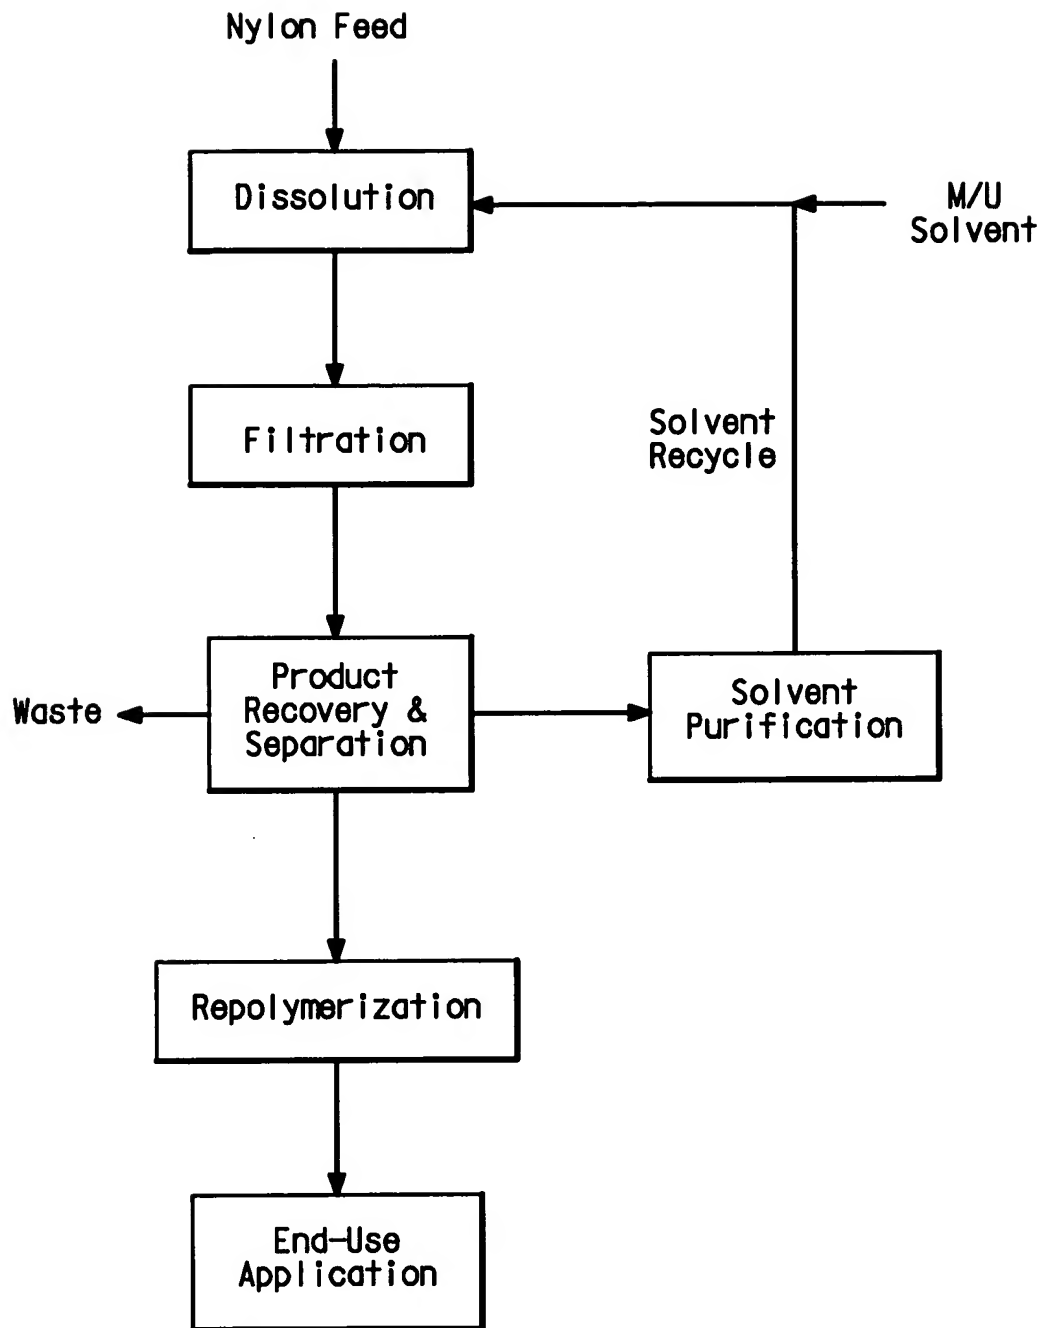 Nylon Feed
Dissolution
M/U
Solvent
Filtration
Solvent
Recycle
Waste
Product
Recovery &
Separation
Solvent
Purification
Repolymerization
End-Use
Application